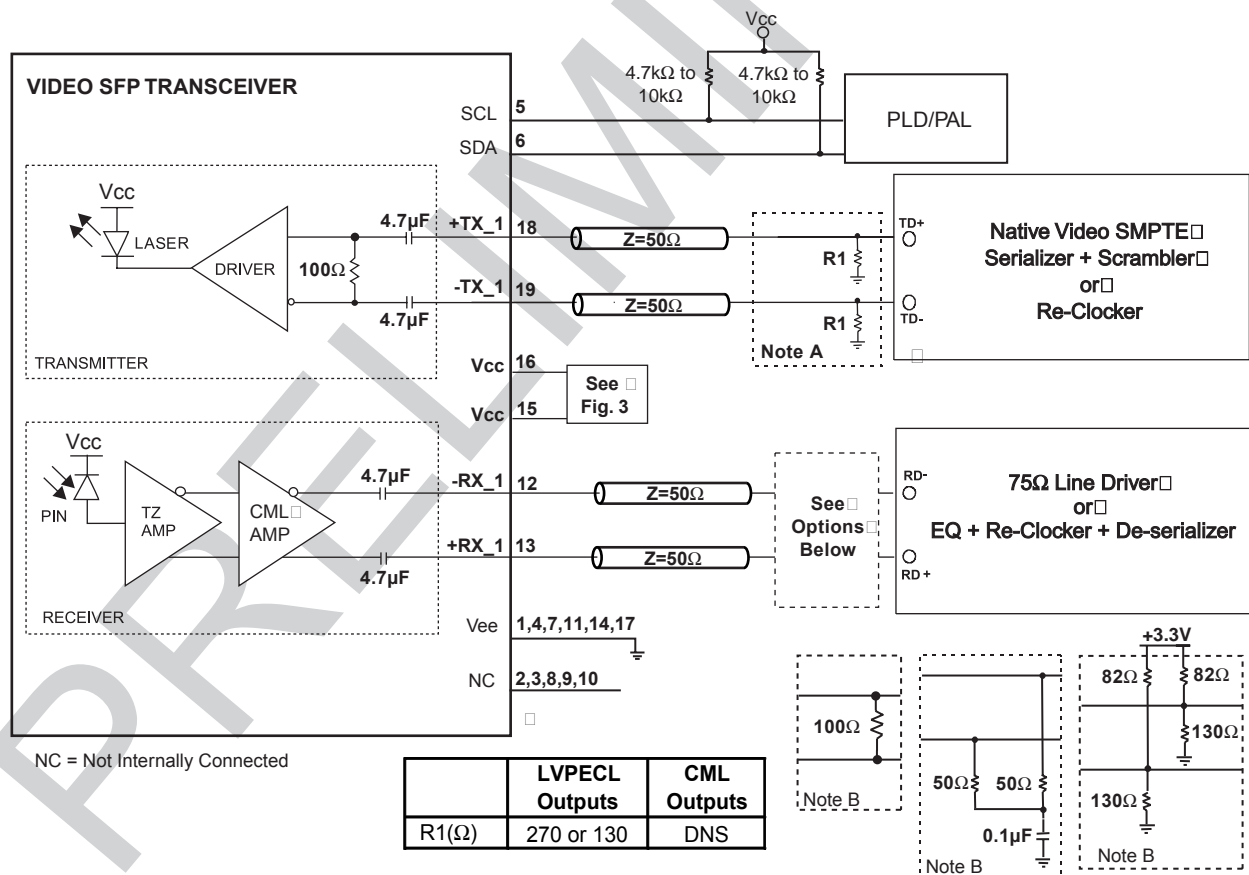 PRELIMI
Vcc
VIDEO SFP TRANSCEIVER
4.7kΩ to
10kΩ
4.7kΩ to
10kΩ
SCL 5
SDA 6
PLD/PAL
Vcc
LASER
DRIVER
100Ω
4.7µF
4.7µF
TRANSMITTER
+TX_1 18
-TX_1 19
Z=50Ω
Z=50Ω
R1
R1
Note A
TD+
TD-
Native Video SMPTE
Serializer + Scrambler
or
Re-Clocker
Vcc 16
Vcc 15
See
Fig. 3
Vcc
PIN
TZ
AMP
CML
AMP
4.7µF
4.7µF
RECEIVER
-RX_1 12
+RX_1 13
Z=50Ω
Z=50Ω
See
Options
Below
RD-
RD+
75Ω Line Driver
or
EQ + Re-Clocker + De-serializer
Vee 1,4,7,11,14,17
NC 2,3,8,9,10
NC = Not Internally Connected
LVPECL
Outputs
CML
Outputs
R1(Ω) 270 or 130 DNS
100Ω
Note B
50Ω 50Ω
0.1µF
Note B
+3.3V
82Ω 82Ω
130Ω
130Ω
Note B